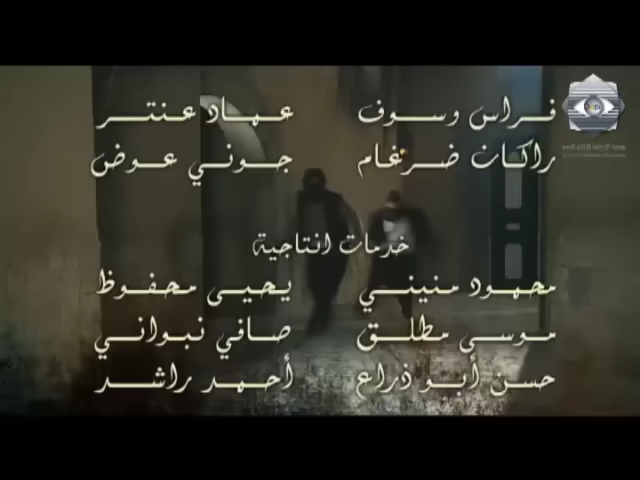 فراس وسوف عماد عنتر
راكان ضرغام جوني عوض
خدمات انتاجية
محمود منيني يحيى محفوظ
موسى مطلق صافي نبواني
حسن أبو ذراع أحمد راشد